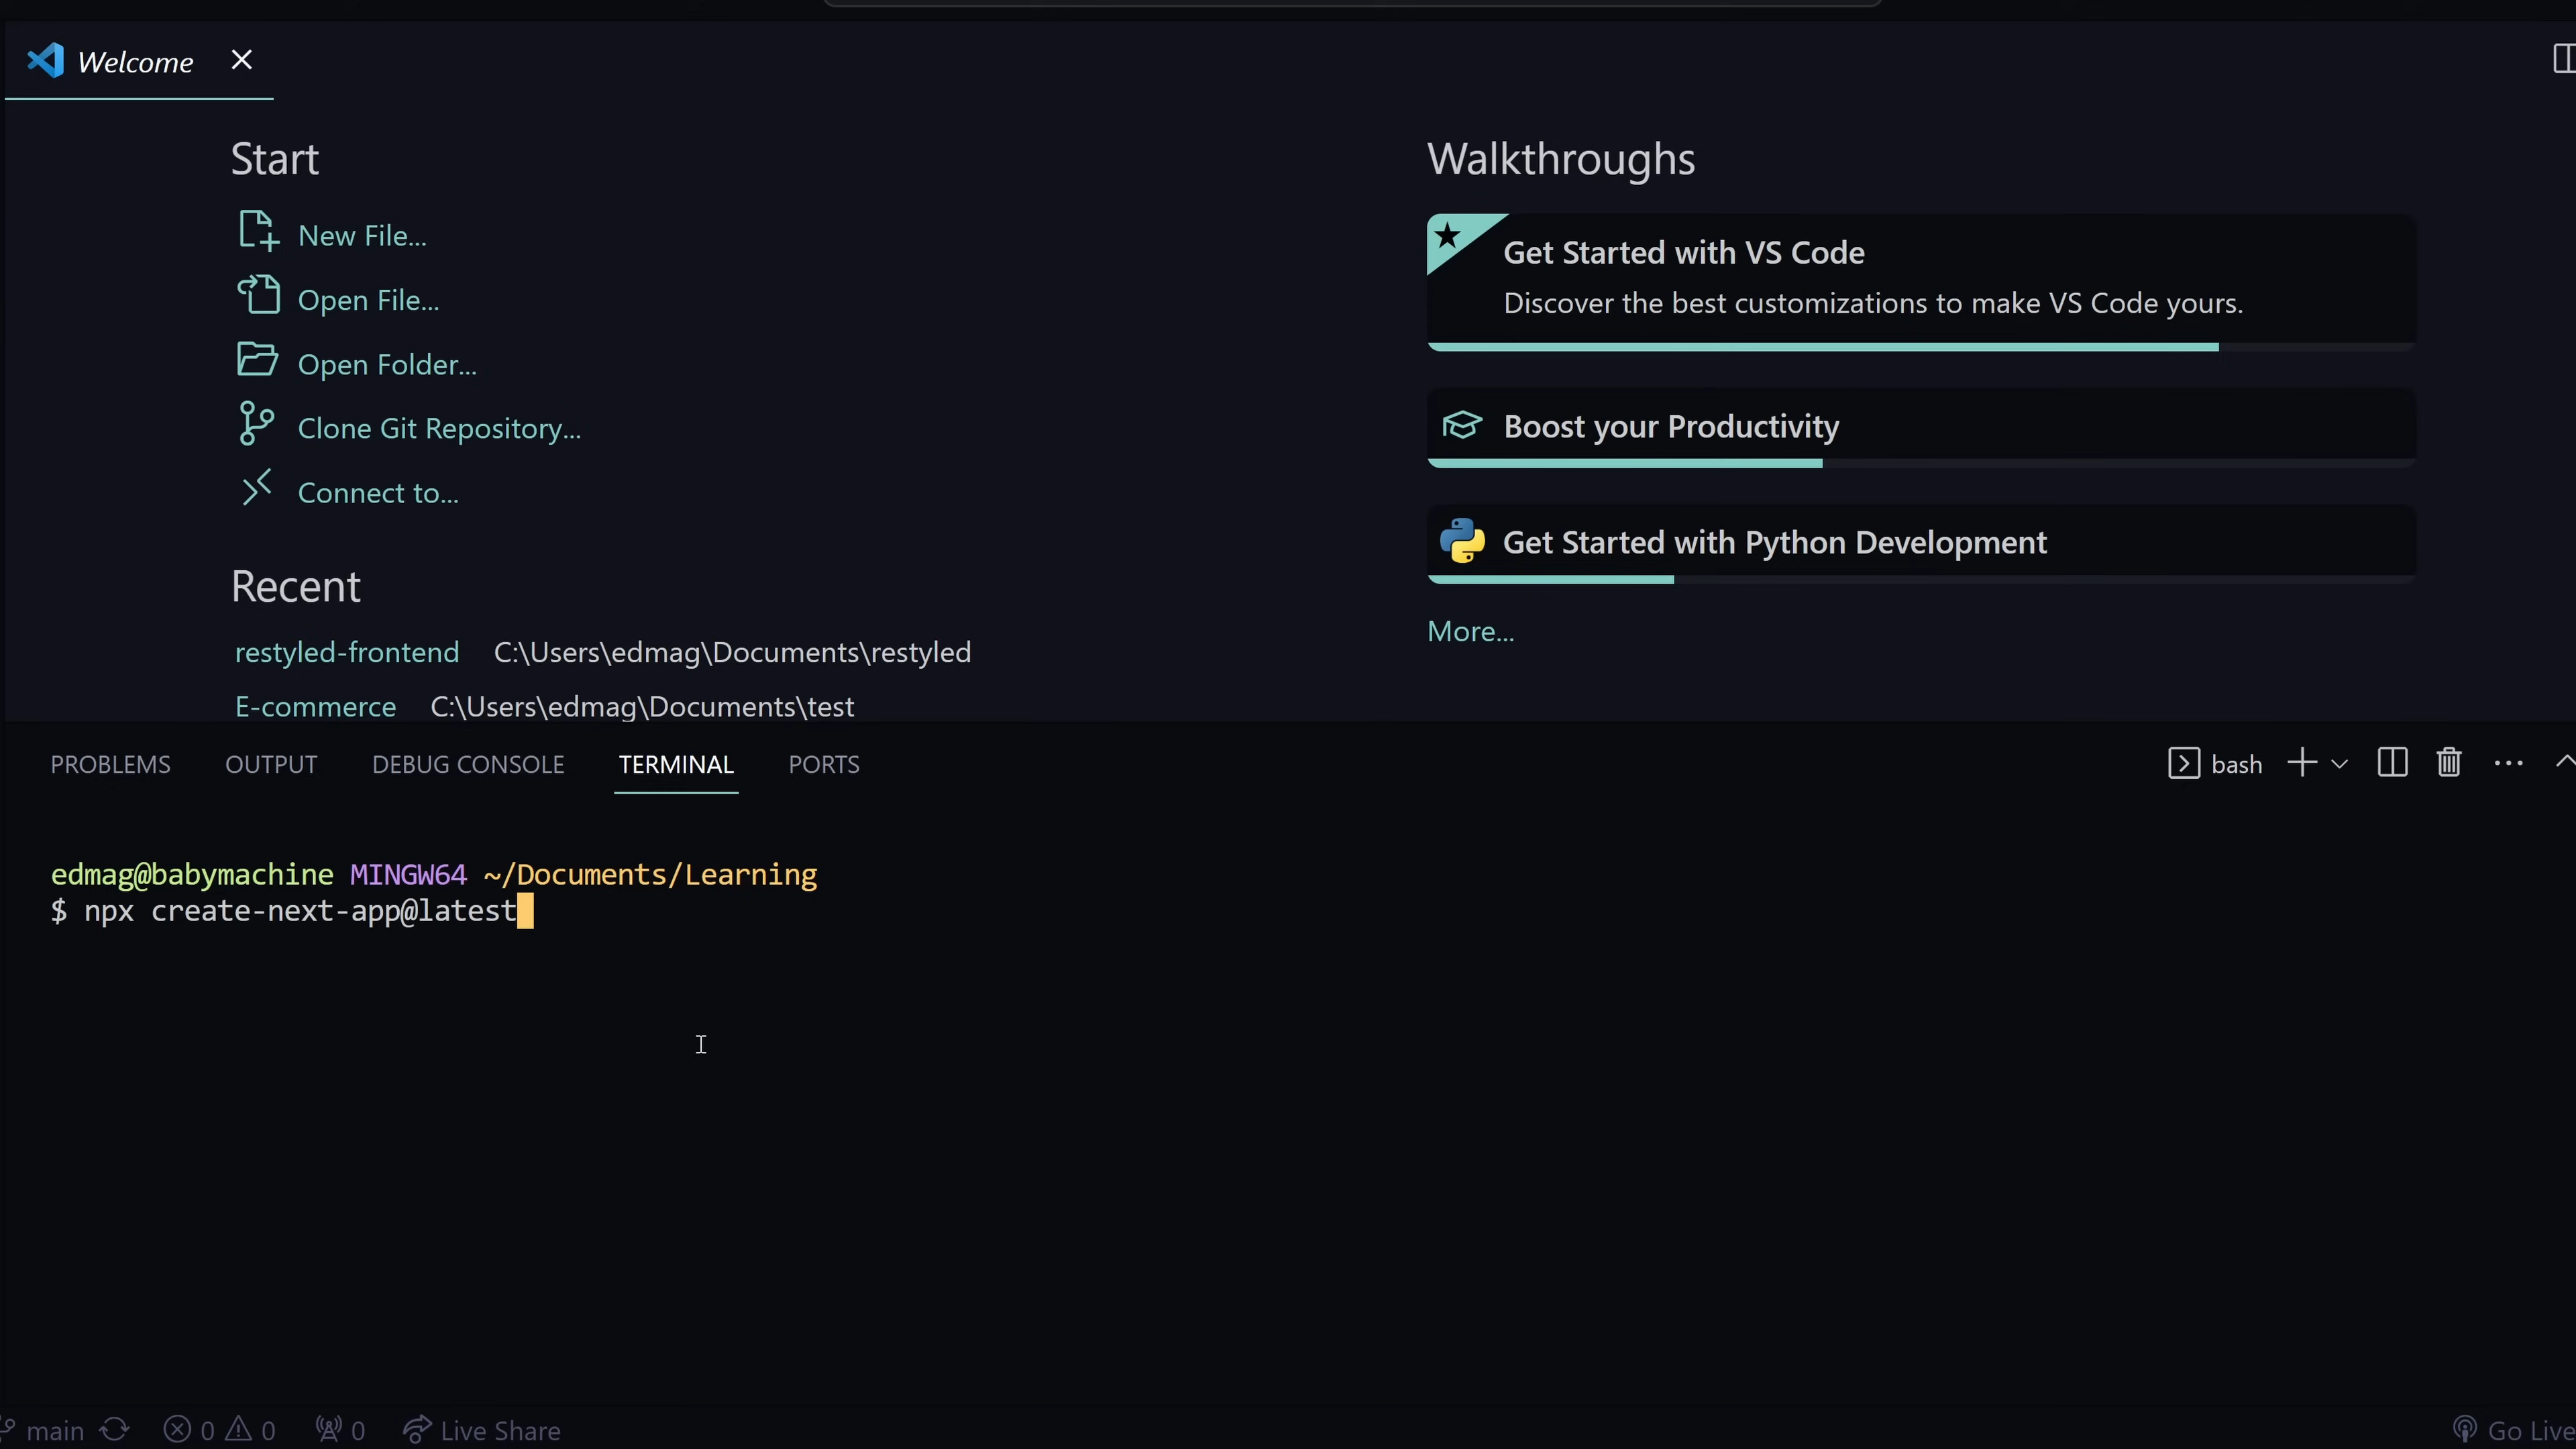 Welcome
Start
New File...
Open File...
Open Folder...
Clone Git Repository...
Connect to...
Recent
restyled-frontend C:\Users\edmag\Documents\restyled
E-commerce C:\Users\edmag\Documents\test
Walkthroughs
Get Started with VS Code
Discover the best customizations to make VS Code yours.
Boost your Productivity
Get Started with Python Development
More...
PROBLEMS OUTPUT DEBUG CONSOLE TERMINAL PORTS
bash
edmag@babymachine MINGW64 ~/Documents/Learning
$ npx create-next-app@latest
main 0 0 0 Live Share Go Live